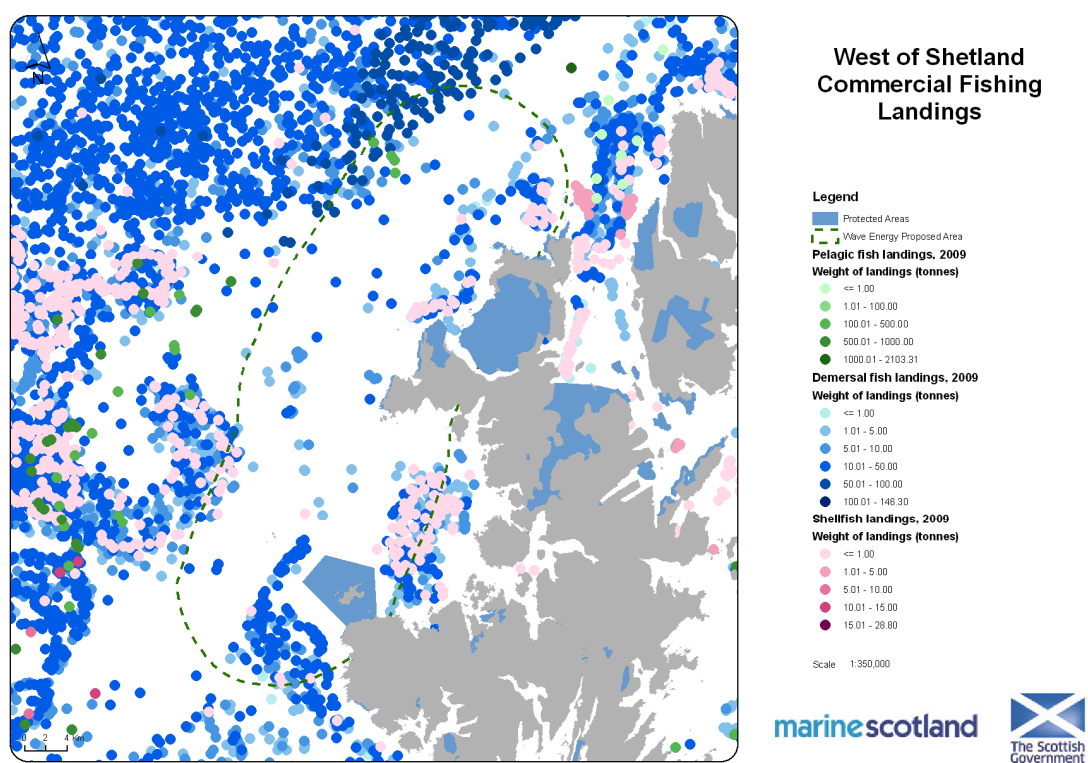 West of Shetland
Commercial Fishing
Landings
N
Legend
Protected Areas
Wave Energy Proposed Area
Pelagic fish landings, 2009
Weight of landings (tonnes)
<= 1.00
1.01 - 100.00
100.01 - 500.00
500.01 - 1000.00
1000.01 - 2103.31
Demersal fish landings, 2009
Weight of landings (tonnes)
<= 1.00
1.01 - 5.00
5.01 - 10.00
10.01 - 50.00
50.01 - 100.00
100.01 - 146.30
Shellfish landings, 2009
Weight of landings (tonnes)
<= 1.00
1.01 - 5.00
5.01 - 10.00
10.01 - 15.00
15.01 - 28.80
Scale 1:350,000
0 2 4 Km
marinescotland
The Scottish
Government